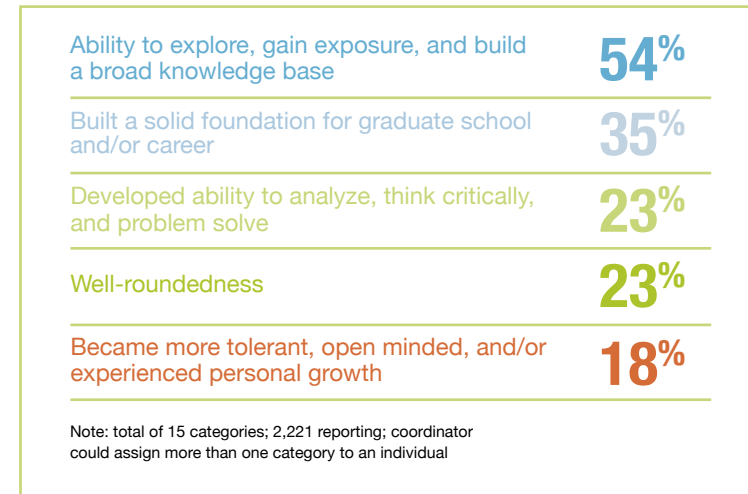 Ability to explore, gain exposure, and build
a broad knowledge base
54%
Built a solid foundation for graduate school
and/or career
35%
Developed ability to analyze, think critically,
and problem solve
23%
Well-roundedness
23%
Became more tolerant, open minded, and/or
experienced personal growth
18%
Note: total of 15 categories; 2,221 reporting; coordinator
could assign more than one category to an individual